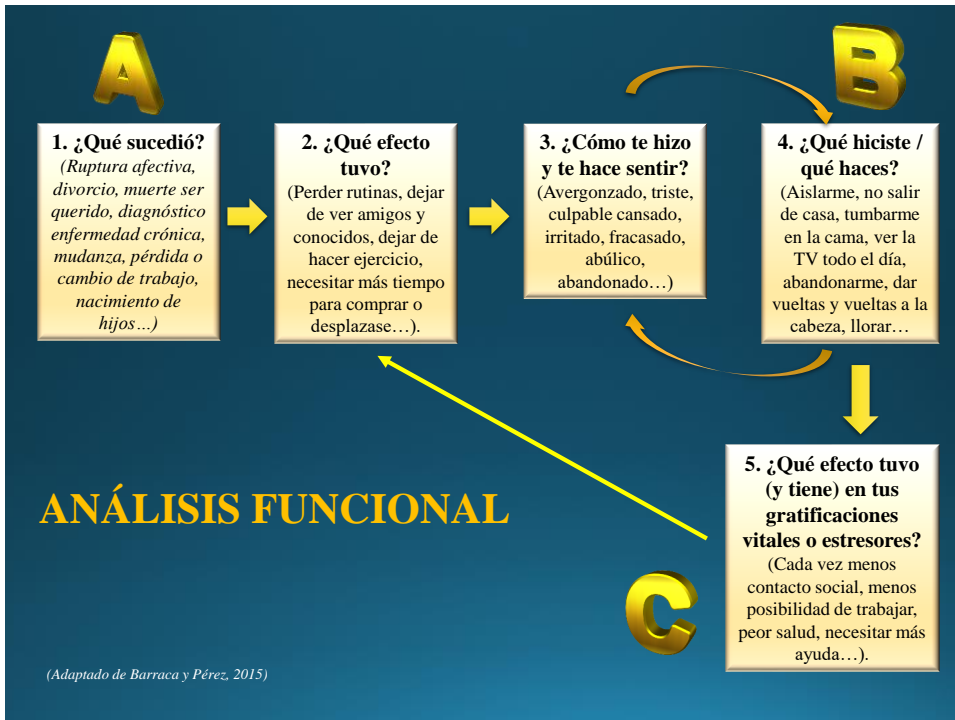 A
B
1. ¿Qué sucedió?
(Ruptura afectiva,
divorcio, muerte ser
querido, diagnóstico
enfermedad crónica,
mudanza, pérdida o
cambio de trabajo,
nacimiento de
hijos…)
2. ¿Qué efecto
tuvo?
(Perder rutinas, dejar
de ver amigos y
conocidos, dejar de
hacer ejercicio,
necesitar más tiempo
para comprar o
desplazase…).
3. ¿Cómo te hizo
y te hace sentir?
(Avergonzado, triste,
culpable cansado,
irritado, fracasado,
abúlico,
abandonado…)
4. ¿Qué hiciste /
qué haces?
(Aislarme, no salir
de casa, tumbarme
en la cama, ver la
TV todo el día,
abandonarme, dar
vueltas y vueltas a la
cabeza, llorar…
5. ¿Qué efecto tuvo
(y tiene) en tus
gratificaciones
vitales o estresores?
(Cada vez menos
contacto social, menos
posibilidad de trabajar,
peor salud, necesitar más
ayuda…).
ANÁLISIS FUNCIONAL
C
(Adaptado de Barraca y Pérez, 2015)